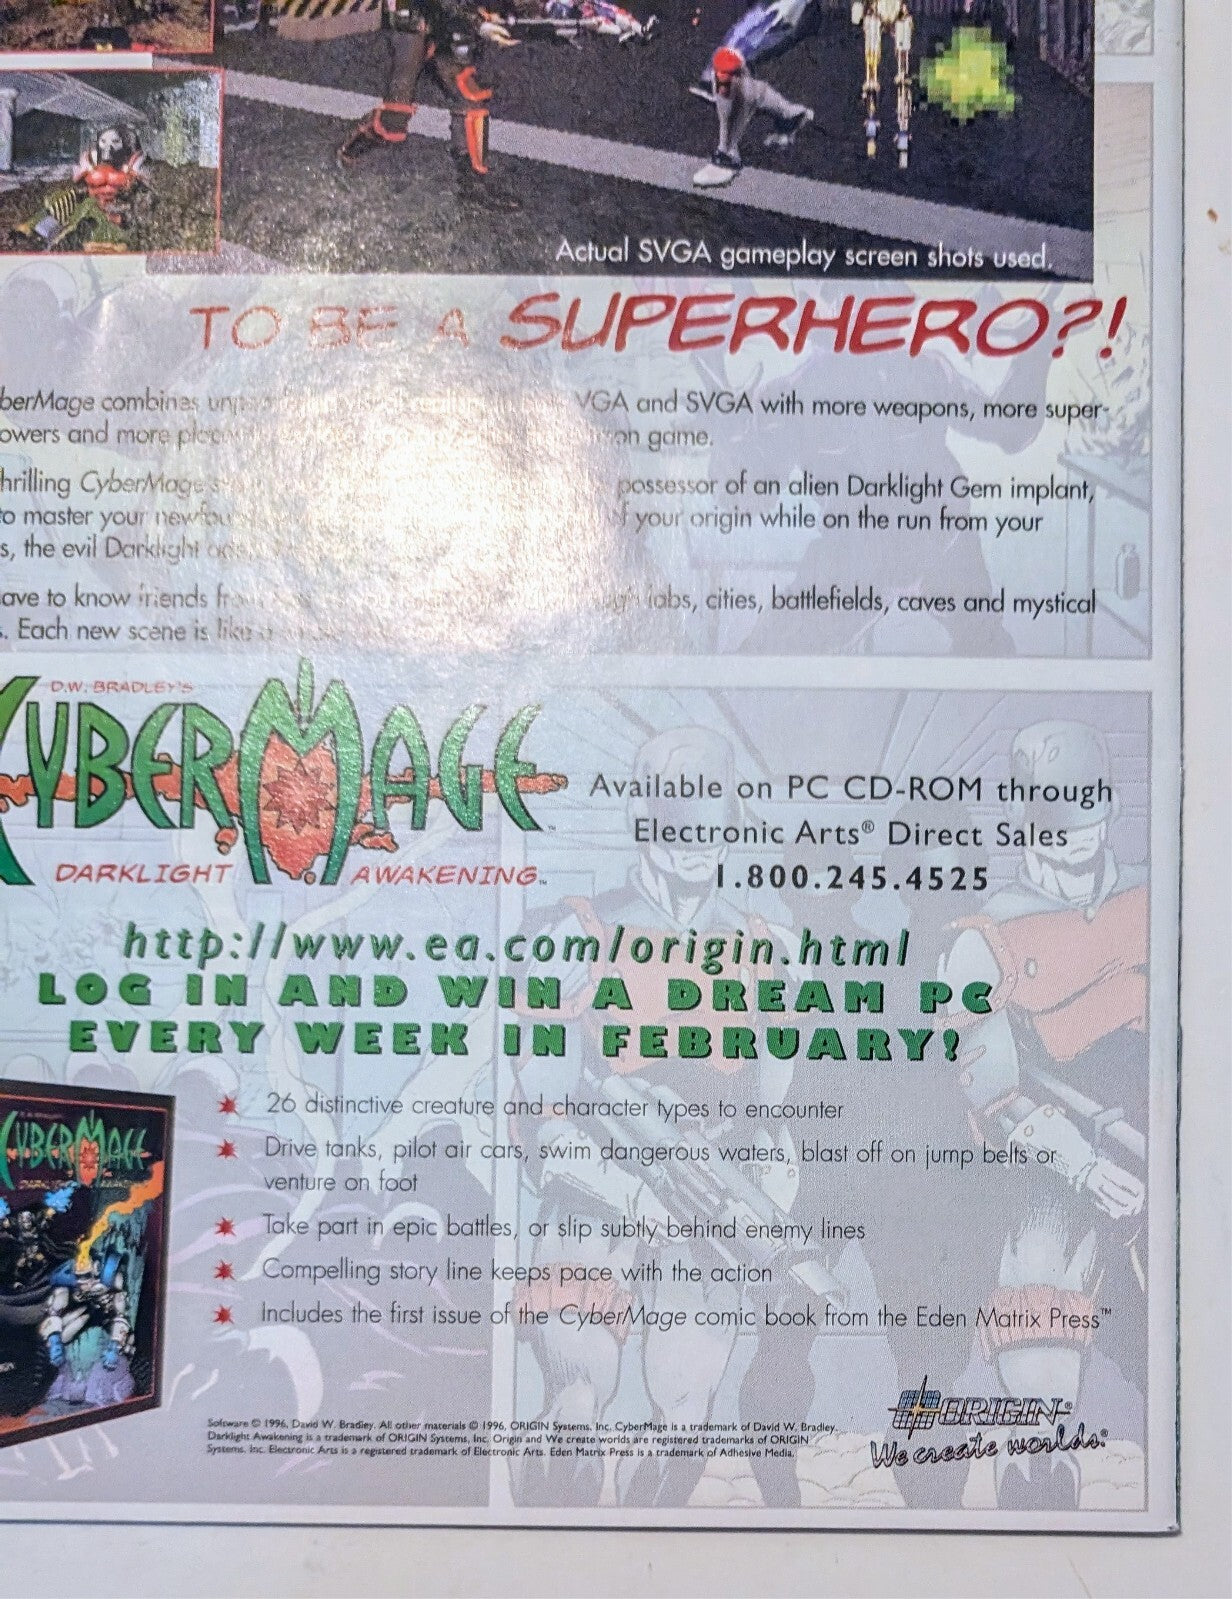 Actual SVGA gameplay screen shots used.
TO BE A SUPERHERO?!
berMage combines VGA and SVGA with more weapons, more super-
owers and more on game.
hrilling CyberMage possessor of an alien Darklight Gem implant,
o master your your origin while on the run from your
s, the evil Darklight
ave to know friends labs, cities, battlefields, caves and mystical
s. Each new scene is like a
D.W. BRADLEY'S
CYBERMAGE
DARKLIGHT AWAKENING™
Available on PC CD-ROM through
Electronic Arts® Direct Sales
1.800.245.4525
http://www.ea.com/origin.html
LOG IN AND WIN A DREAM PC
EVERY WEEK IN FEBRUARY!
CYBERMAGE
26 distinctive creature and character types to encounter
Drive tanks, pilot air cars, swim dangerous waters, blast off on jump belts or
venture on foot
Take part in epic battles, or slip subtly behind enemy lines
Compelling story line keeps pace with the action
Includes the first issue of the CyberMage comic book from the Eden Matrix Press™
Software © 1996, David W. Bradley. All other materials © 1996, ORIGIN Systems, Inc. CyberMage is a trademark of David W. Bradley.
Darklight Awakening is a trademark of ORIGIN Systems, Inc. Origin and We create worlds are registered trademarks of ORIGIN
Systems, Inc. Electronic Arts is a registered trademark of Electronic Arts. Eden Matrix Press is a trademark of Adhesive Media.
ORIGIN®
We create worlds.®